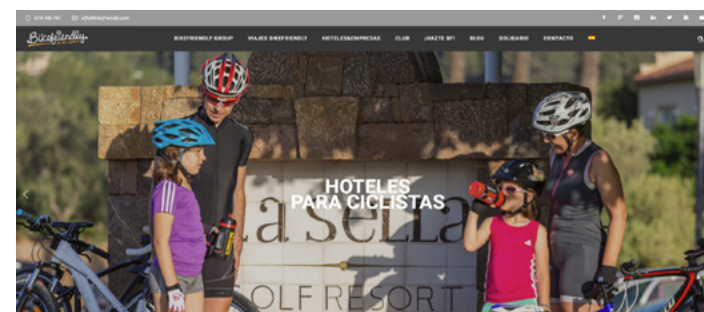 Bikefriendly
BIKEFRIENDLY GROUP VIAJES BIKEFRIENDLY HOTELES&EMPRESAS CLUB ¡HAZTE BF! BLOG SOLIDARIO CONTACTO
HOTELES
PARA CICLISTAS
La SELLA
GOLF RESORT